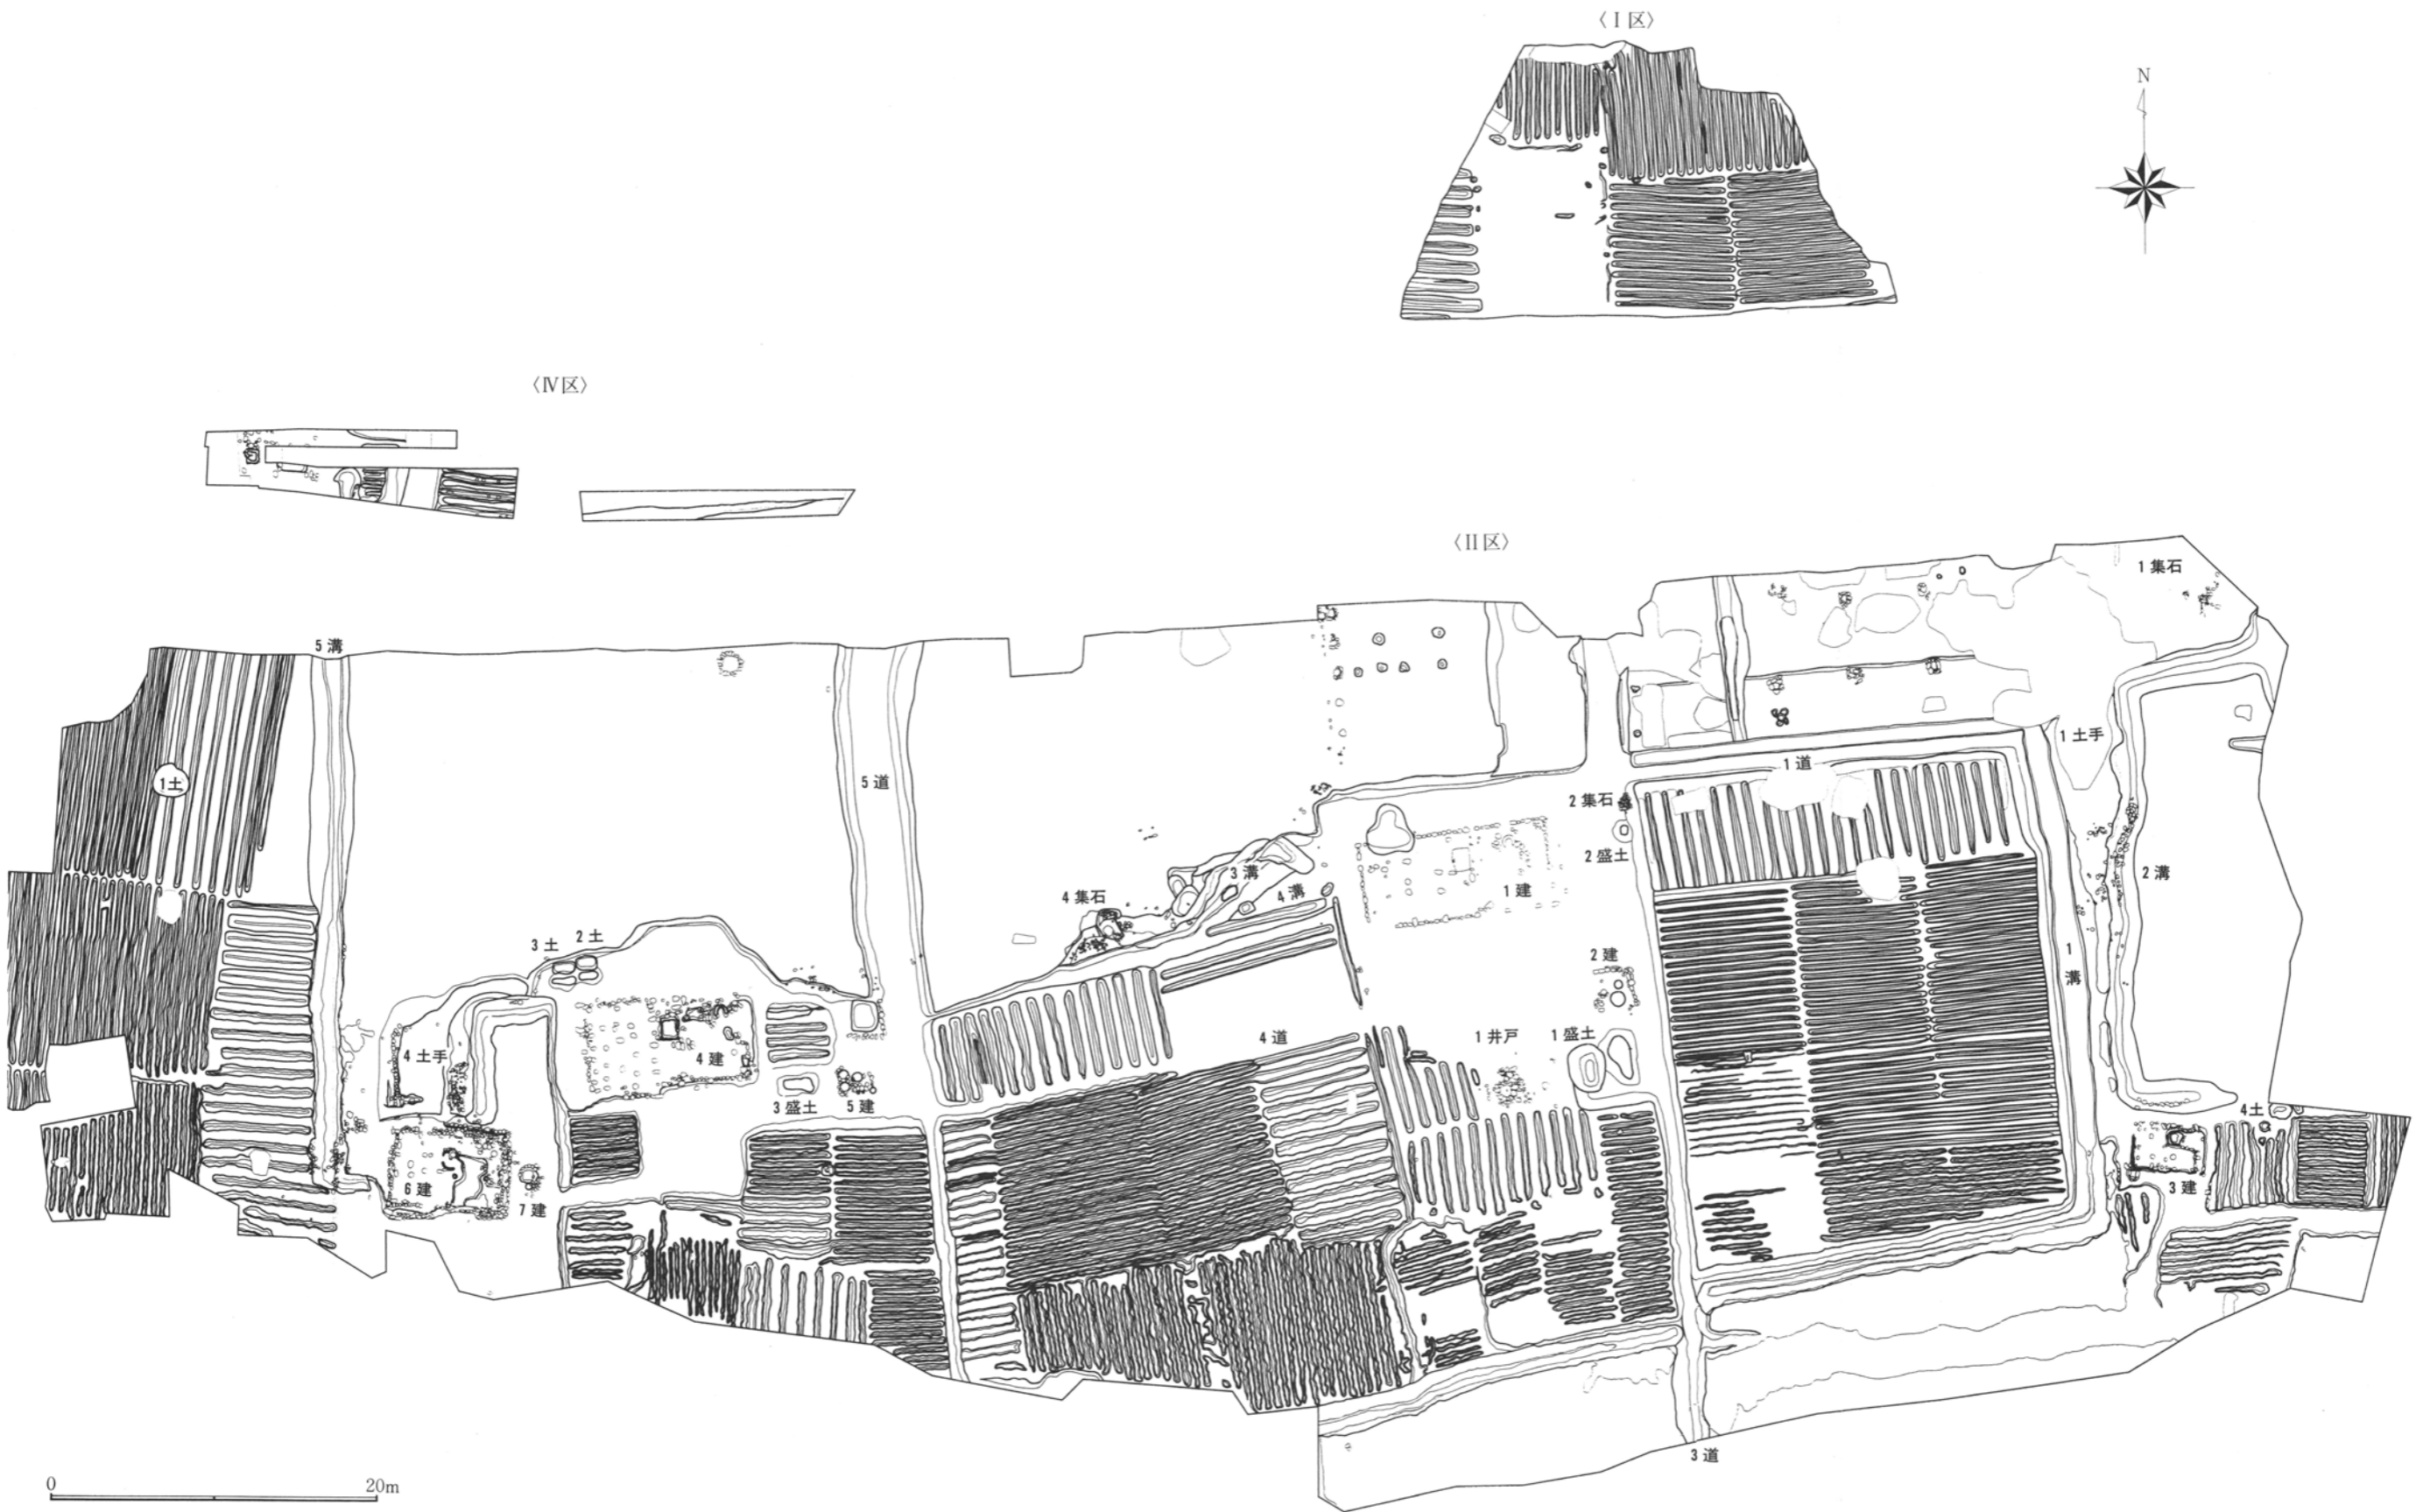 〈Ⅰ区〉
N
〈Ⅳ区〉
〈Ⅱ区〉
1 集石
5 溝
1 土手
1 道
1土
5 道
2 集石
2 盛土
3 溝
4 溝
2 溝
4 集石
1 建
3 土
2 土
2 建
1 溝
4 道
1 井戸
1 盛土
4 土手
4 建
3 盛土
5 建
4土
3 建
6 建
7 建
3 道
0
20m